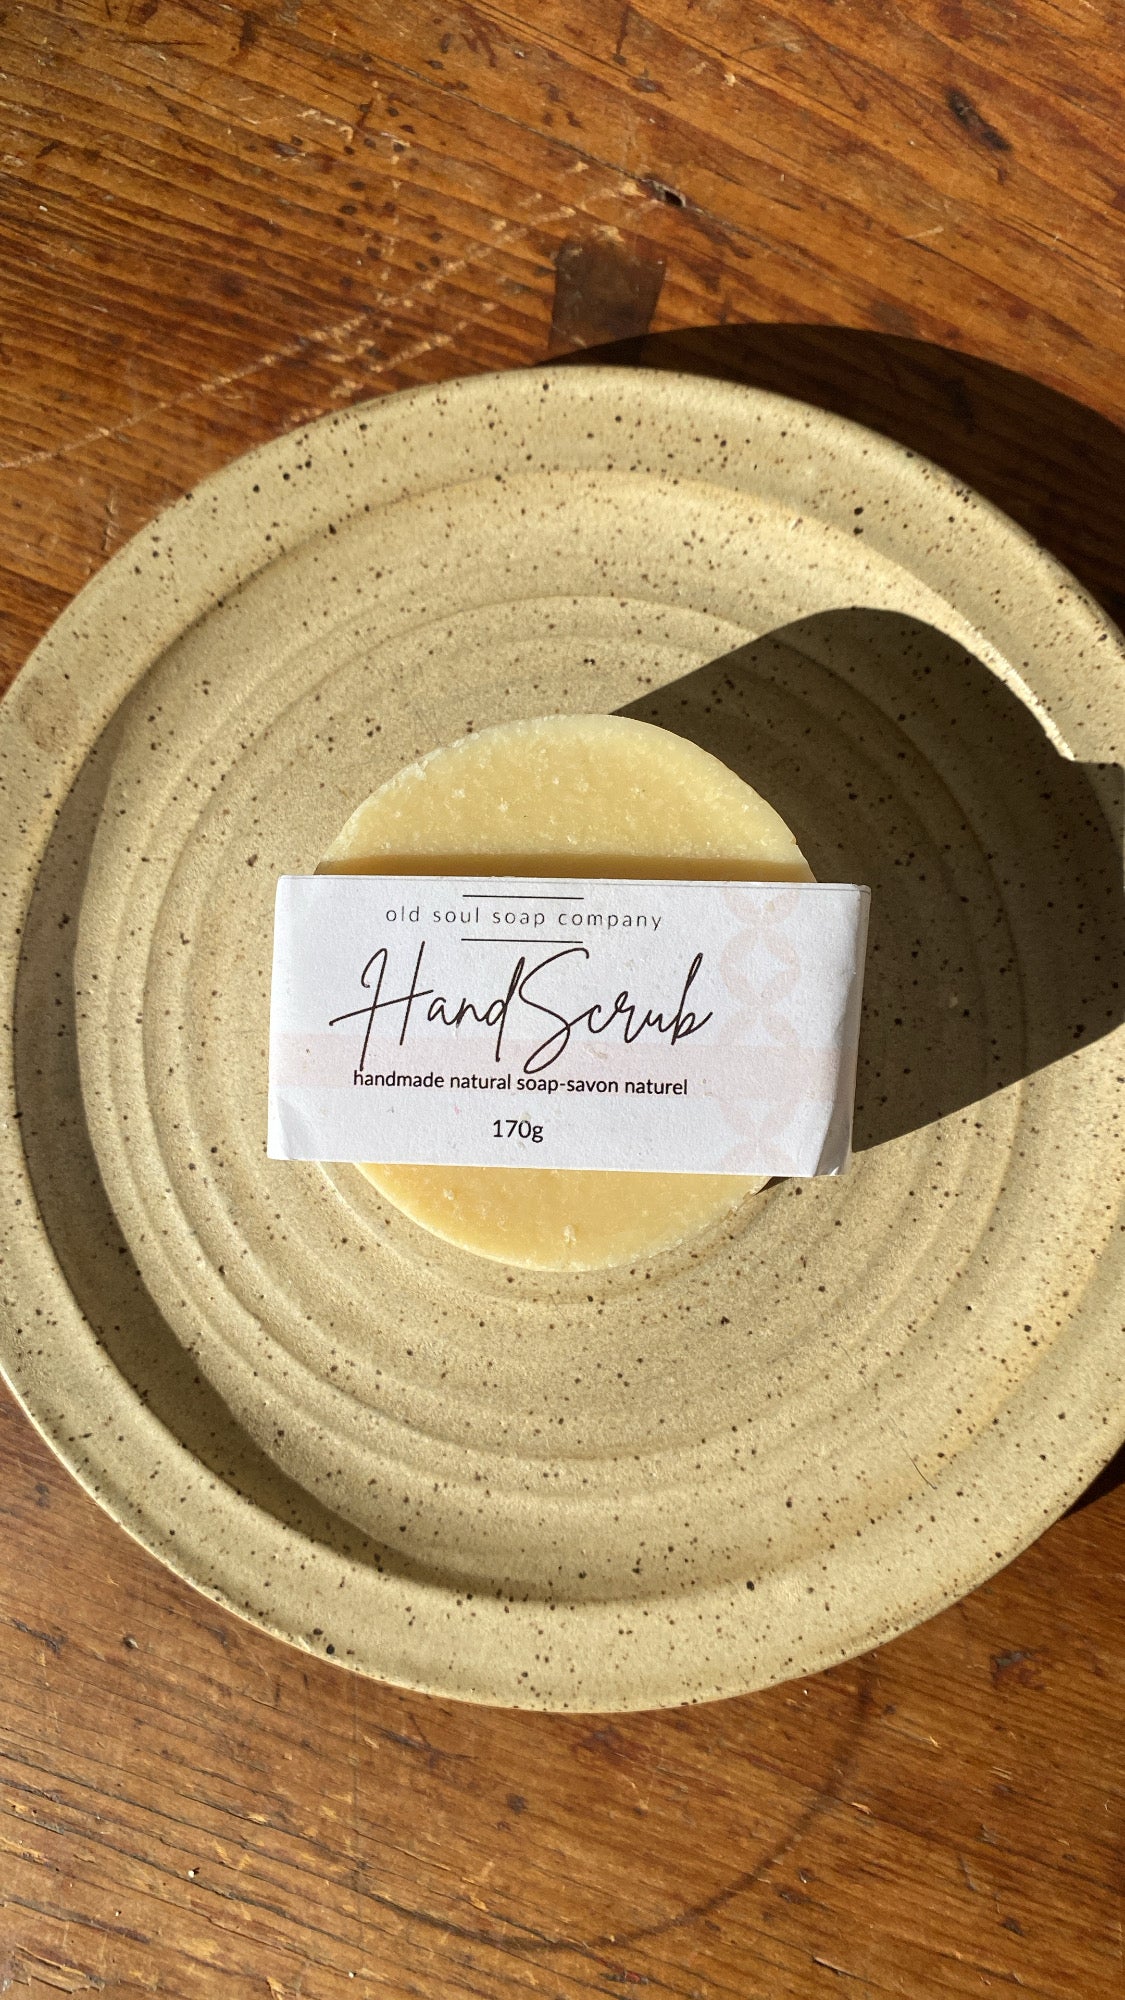 old soul soap company
HandScrub
handmade natural soap-savon naturel
170g